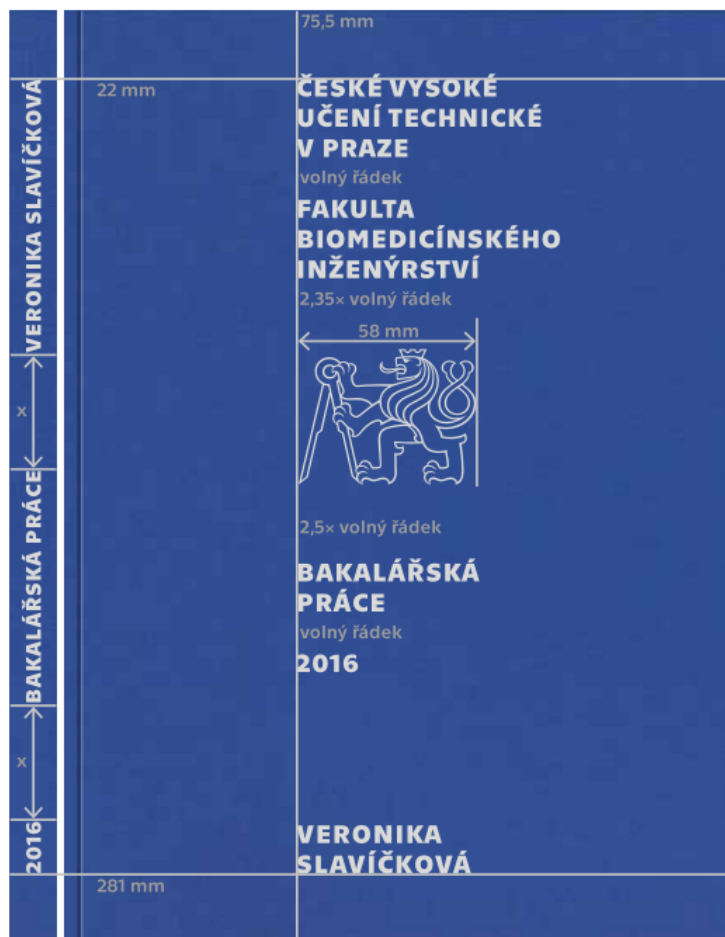 75,5 mm
22 mm
ČESKÉ VYSOKÉ
UČENÍ TECHNICKÉ
V PRAZE
volný řádek
FAKULTA
BIOMEDICÍNSKÉHO
INŽENÝRSTVÍ
2,35× volný řádek
58 mm
2,5× volný řádek
BAKALÁŘSKÁ
PRÁCE
volný řádek
2016
VERONIKA
SLAVÍČKOVÁ
281 mm
VERONIKA SLAVÍČKOVÁ
x
BAKALÁŘSKÁ PRÁCE
x
2016